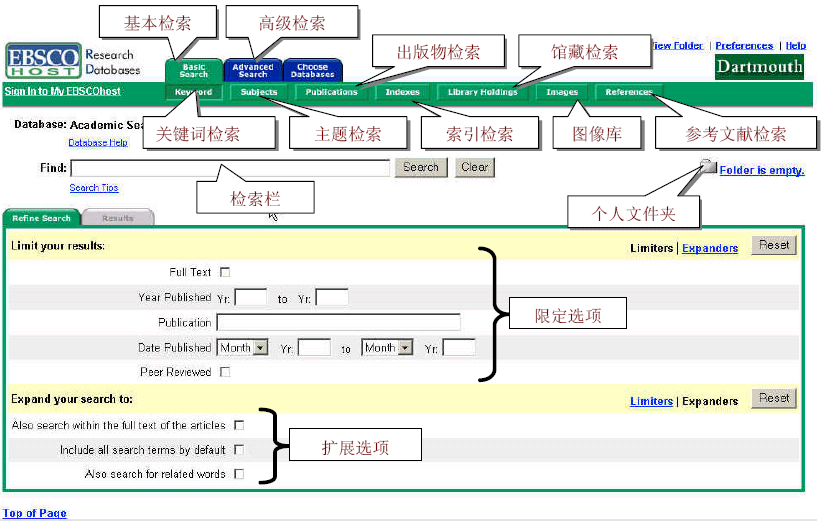 基本检索
高级检索
出版物检索
馆藏检索
View Folder | Preferences | Help
EBSCO HOST Research Databases
Basic Search
Advanced Search
Choose Databases
Dartmouth
Sign In to My EBSCOhost
Keyword Subjects Publications Indexes Library Holdings Images References
关键词检索
主题检索
索引检索
图像库
参考文献检索
Database: Academic Sea
Database Help
Find: Search Clear
Folder is empty.
Search Tips
检索栏
个人文件夹
Refine Search Results
Limit your results: Limiters | Expanders Reset
Full Text
Year Published Yr: to Yr:
Publication
限定选项
Date Published Month Yr: to Month Yr:
Peer Reviewed
Expand your search to: Limiters | Expanders Reset
Also search within the full text of the articles
Include all search terms by default
扩展选项
Also search for related words
Top of Page